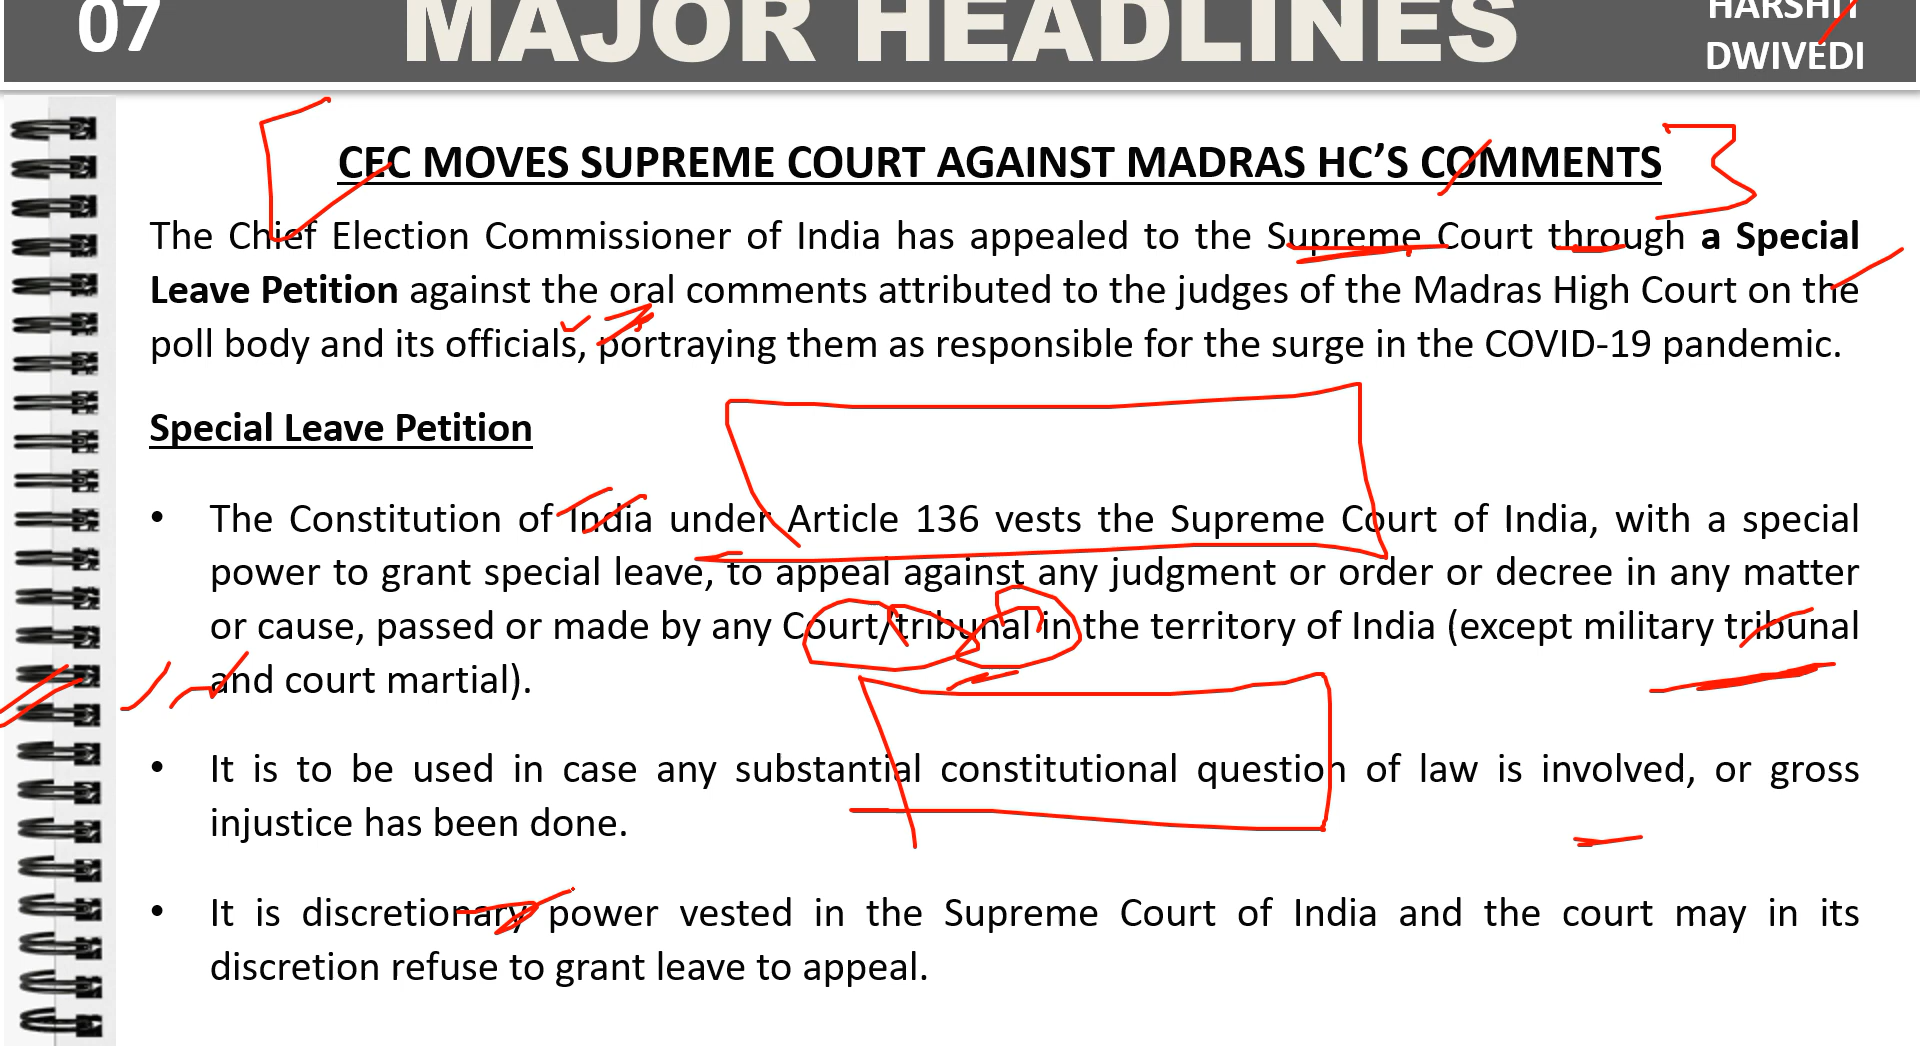 07
MAJOR HEADLINES
HARSHIT
DWIVEDI
CEC MOVES SUPREME COURT AGAINST MADRAS HC’S COMMENTS
The Chief Election Commissioner of India has appealed to the Supreme Court through a Special
Leave Petition against the oral comments attributed to the judges of the Madras High Court on the
poll body and its officials, portraying them as responsible for the surge in the COVID-19 pandemic.
Special Leave Petition
• The Constitution of India under Article 136 vests the Supreme Court of India, with a special
power to grant special leave, to appeal against any judgment or order or decree in any matter
or cause, passed or made by any Court/tribunal in the territory of India (except military tribunal
and court martial).
• It is to be used in case any substantial constitutional question of law is involved, or gross
injustice has been done.
• It is discretionary power vested in the Supreme Court of India and the court may in its
discretion refuse to grant leave to appeal.